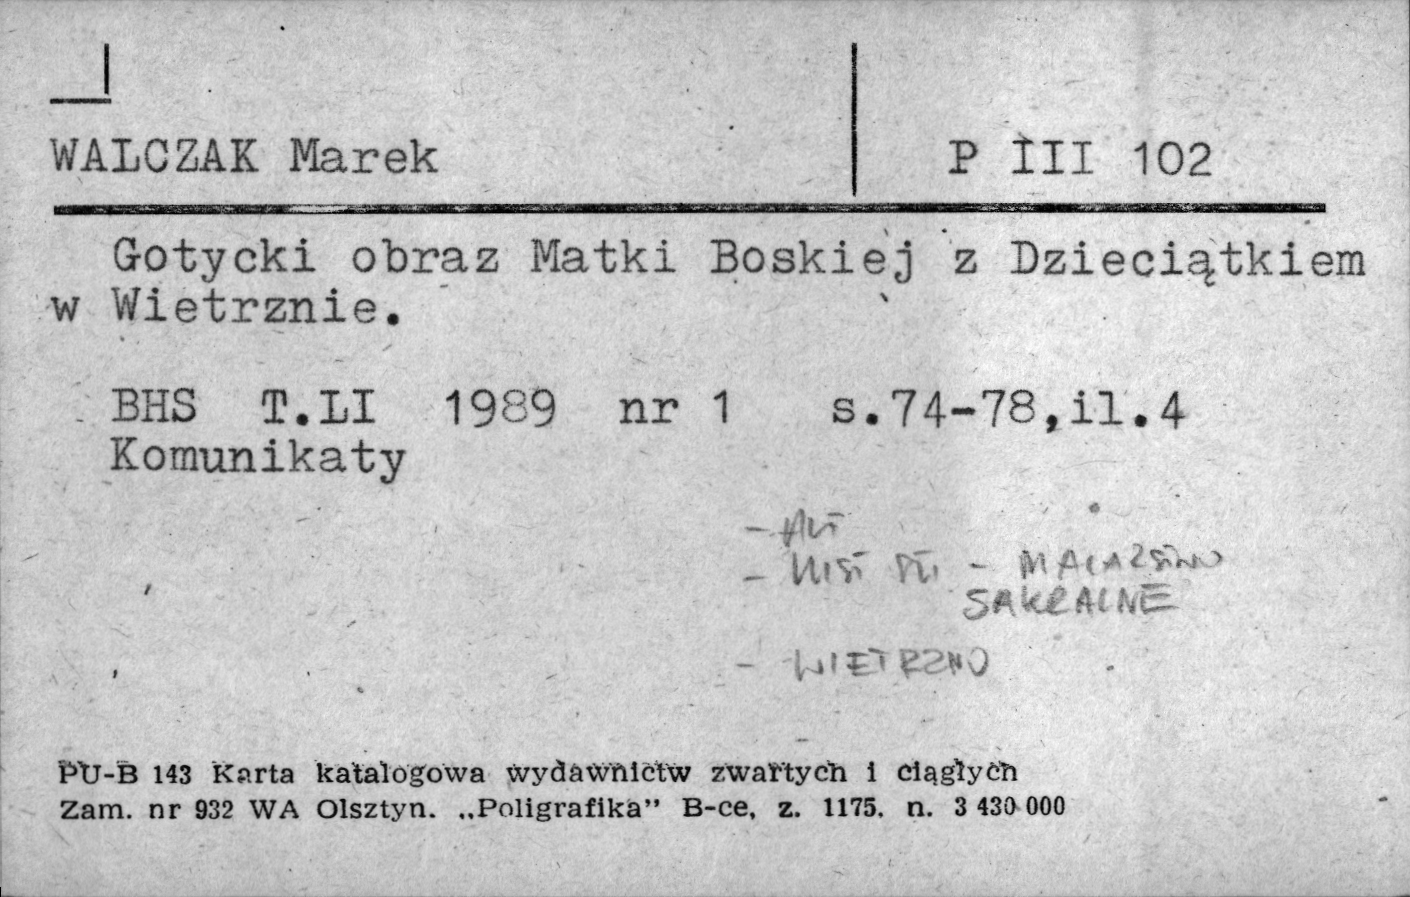 WALCZAK Marek
P III 102
Gotycki obraz Matki Boskiej z Dzieciątkiem
w Wietrznie.
BHS T.LI 1989 nr 1 s.74-78,il.4
Komunikaty
SAKRALNE
- WIETRZNO
PU-B 143 Karta katalogowa wydawnictw zwartych i ciągłych
Zam. nr 932 WA Olsztyn. „Poligrafika” B-ce, z. 1175. n. 3 430 000